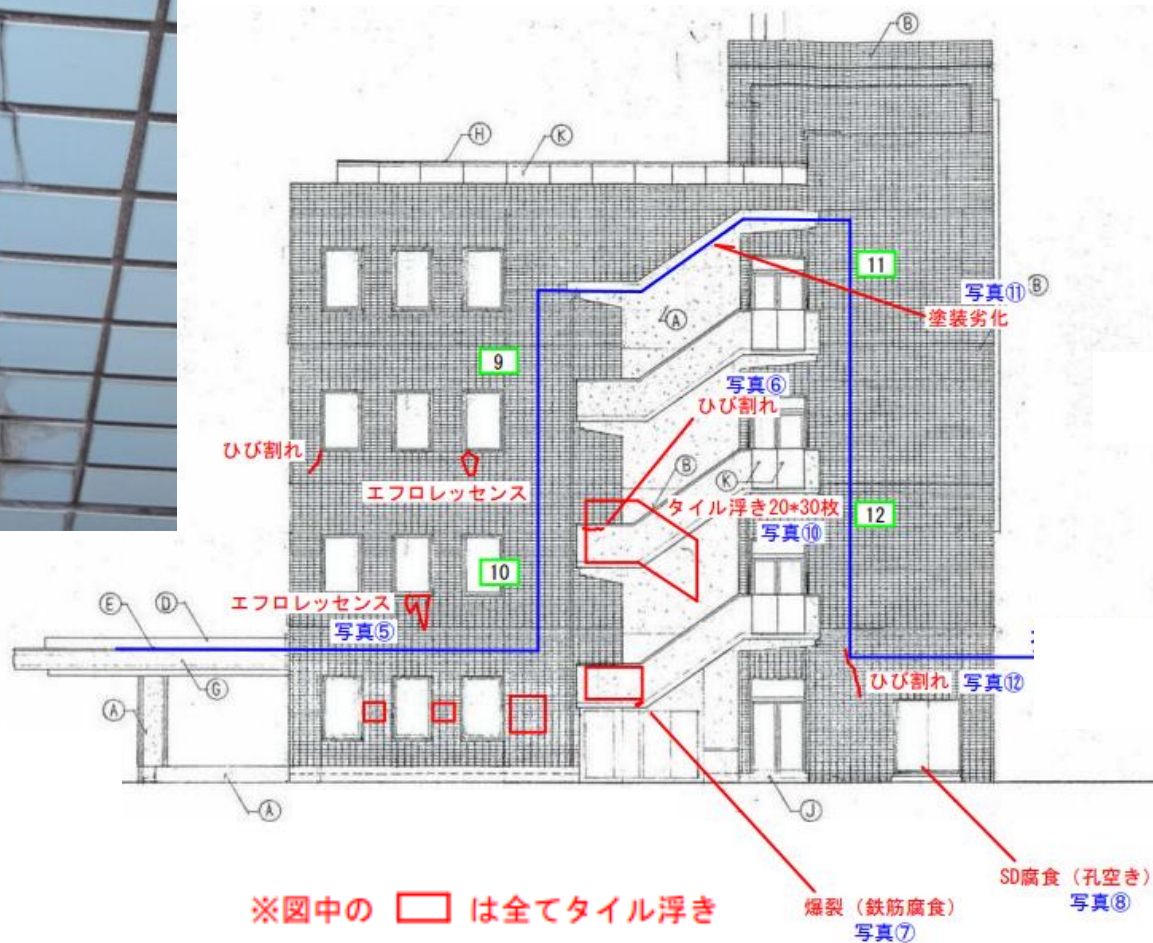 Ⓑ
Ⓗ
Ⓚ
11
写真⑪
Ⓑ
塗装劣化
Ⓐ
9
写真⑥
ひび割れ
ひび割れ
エフロレッセンス
Ⓑ
Ⓚ
タイル浮き20*30枚
写真⑩
12
10
エフロレッセンス
写真⑤
Ⓔ
Ⓓ
Ⓖ
Ⓐ
ひび割れ 写真⑫
Ⓐ
Ⓙ
SD腐食（孔空き）
写真⑧
爆裂（鉄筋腐食）
写真⑦
※図中の は全てタイル浮き